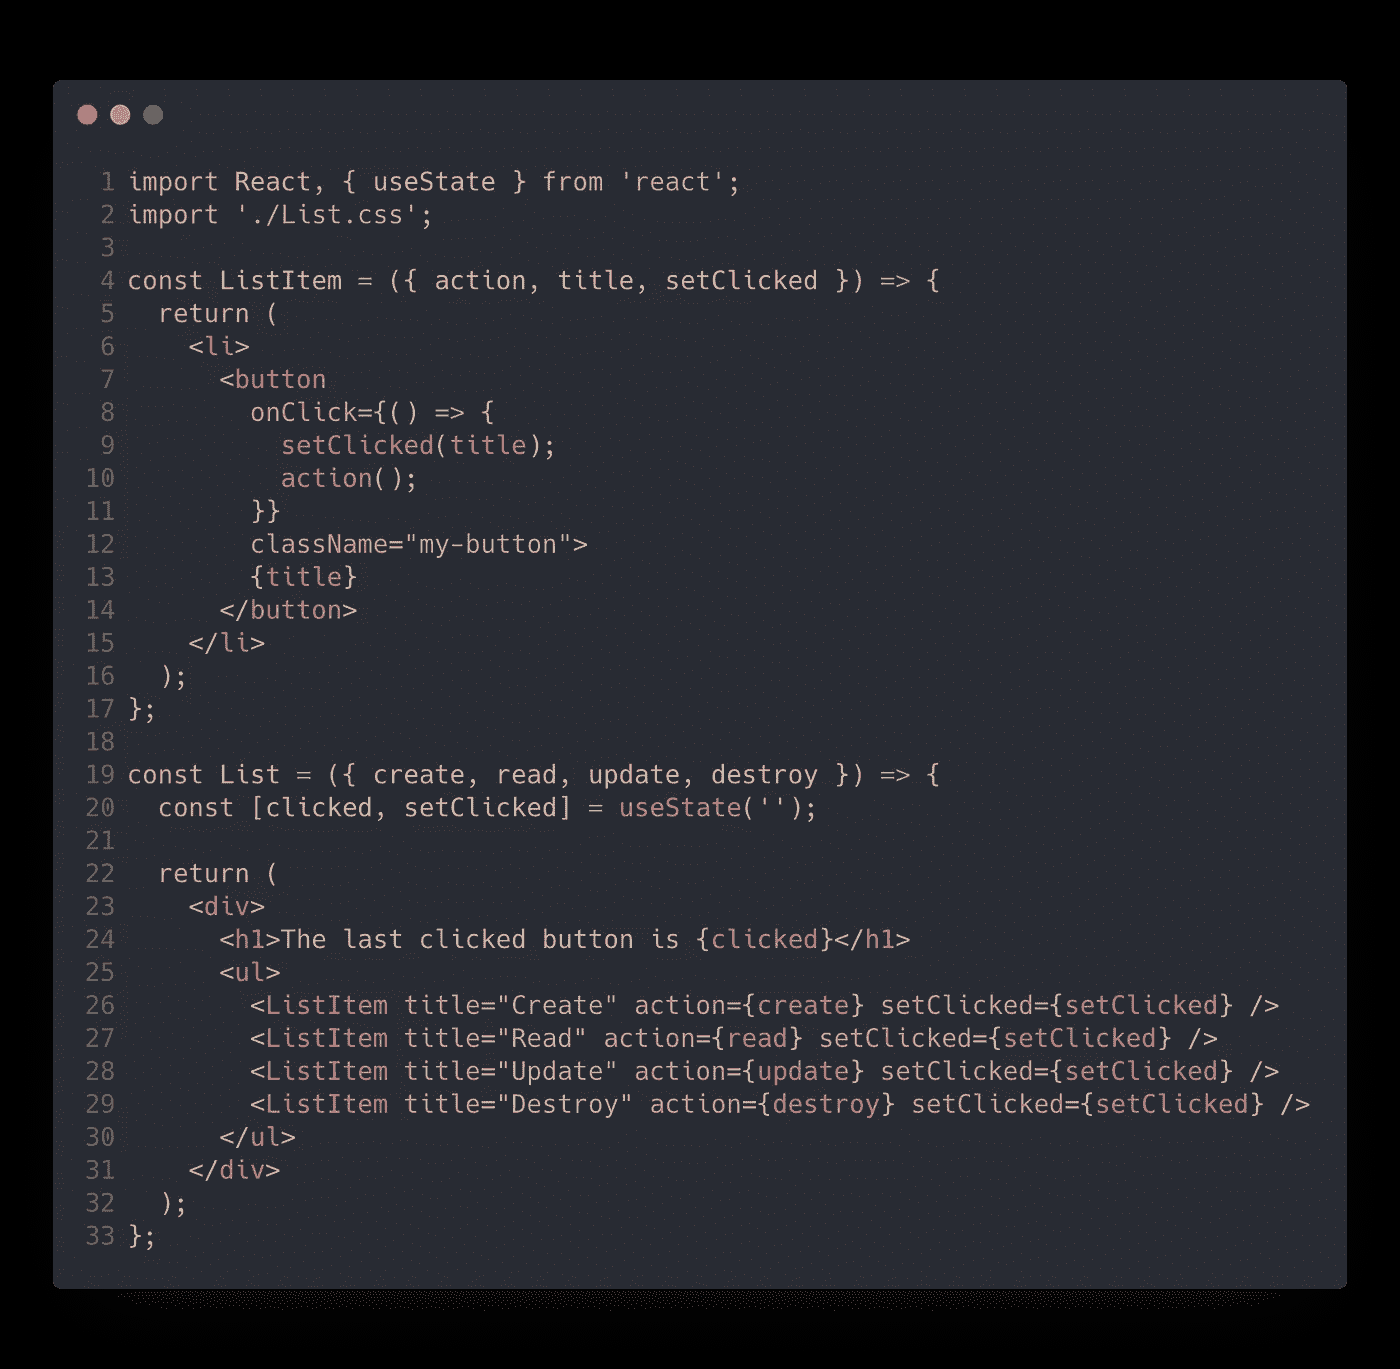 1 import React, { useState } from 'react';
2 import './List.css';
3
4 const ListItem = ({ action, title, setClicked }) => {
5   return (
6     <li>
7       <button
8         onClick={() => {
9           setClicked(title);
10           action();
11         }}
12         className="my-button">
13         {title}
14       </button>
15     </li>
16   );
17 };
18
19 const List = ({ create, read, update, destroy }) => {
20   const [clicked, setClicked] = useState('');
21
22   return (
23     <div>
24       <h1>The last clicked button is {clicked}</h1>
25       <ul>
26         <ListItem title="Create" action={create} setClicked={setClicked} />
27         <ListItem title="Read" action={read} setClicked={setClicked} />
28         <ListItem title="Update" action={update} setClicked={setClicked} />
29         <ListItem title="Destroy" action={destroy} setClicked={setClicked} />
30       </ul>
31     </div>
32   );
33 };